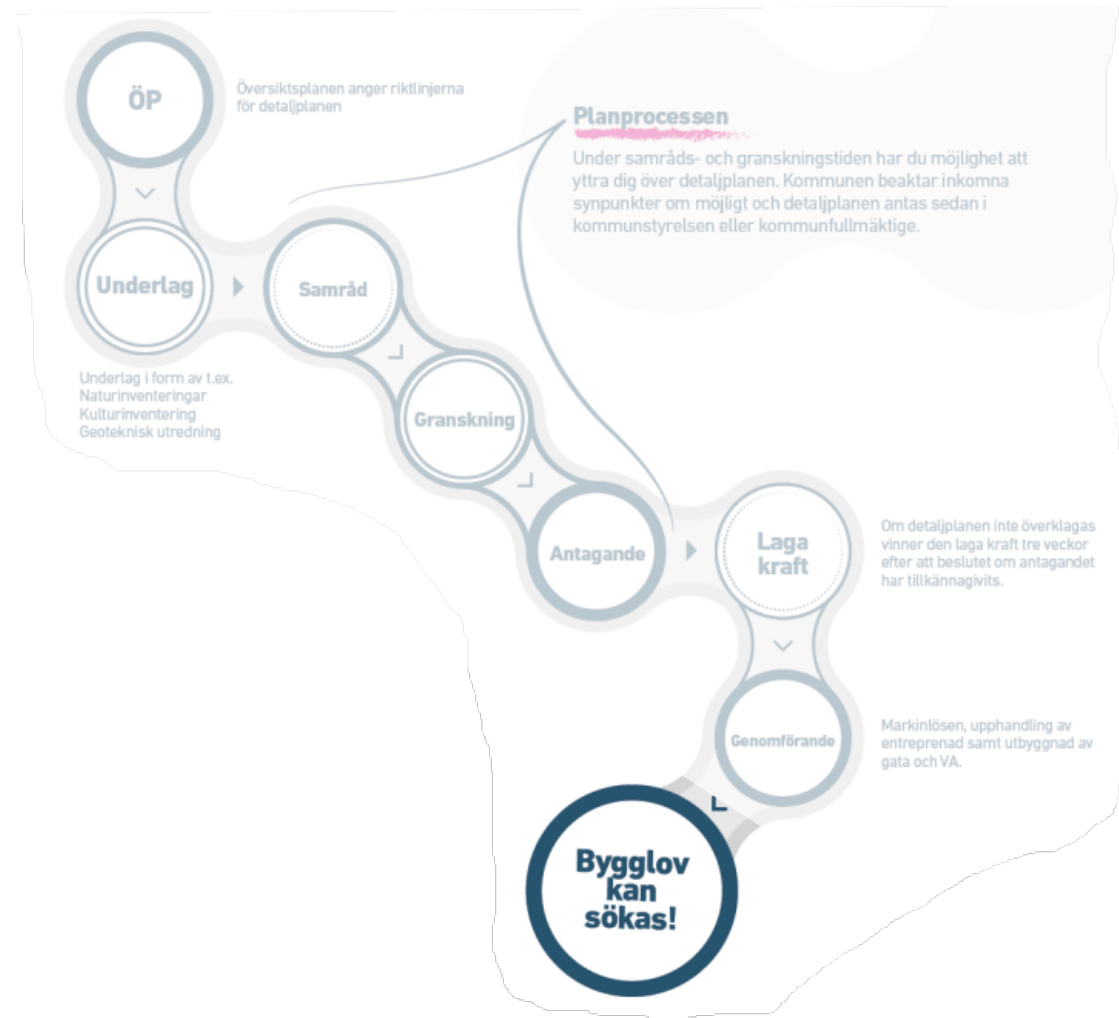 ÖP
Översiktsplanen anger riktlinjerna
för detaljplanen
Planprocessen
Under samråds- och granskningstiden har du möjlighet att
yttra dig över detaljplanen. Kommunen beaktar inkomna
synpunkter om möjligt och detaljplanen antas sedan i
kommunstyrelsen eller kommunfullmäktige.
Underlag
Samråd
Underlag i form av t.ex.
Naturinventeringar
Kulturinventering
Geoteknisk utredning
Granskning
Antagande
Laga
kraft
Om detaljplanen inte överklagas
vinner den laga kraft tre veckor
efter att beslutet om antagandet
har tillkännagivits.
Genomförande
Markinlösen, upphandling av
entreprenad samt utbyggnad av
gata och VA.
Bygglov
kan
sökas!